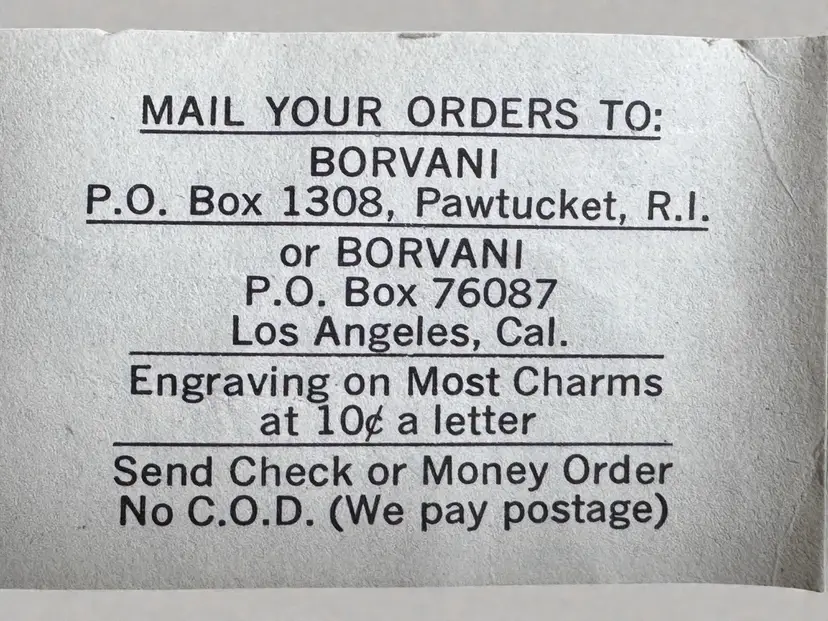 MAIL YOUR ORDERS TO:
BORVANI
P.O. Box 1308, Pawtucket, R.I.
or BORVANI
P.O. Box 76087
Los Angeles, Cal.
Engraving on Most Charms
at 10¢ a letter
Send Check or Money Order
No C.O.D. (We pay postage)